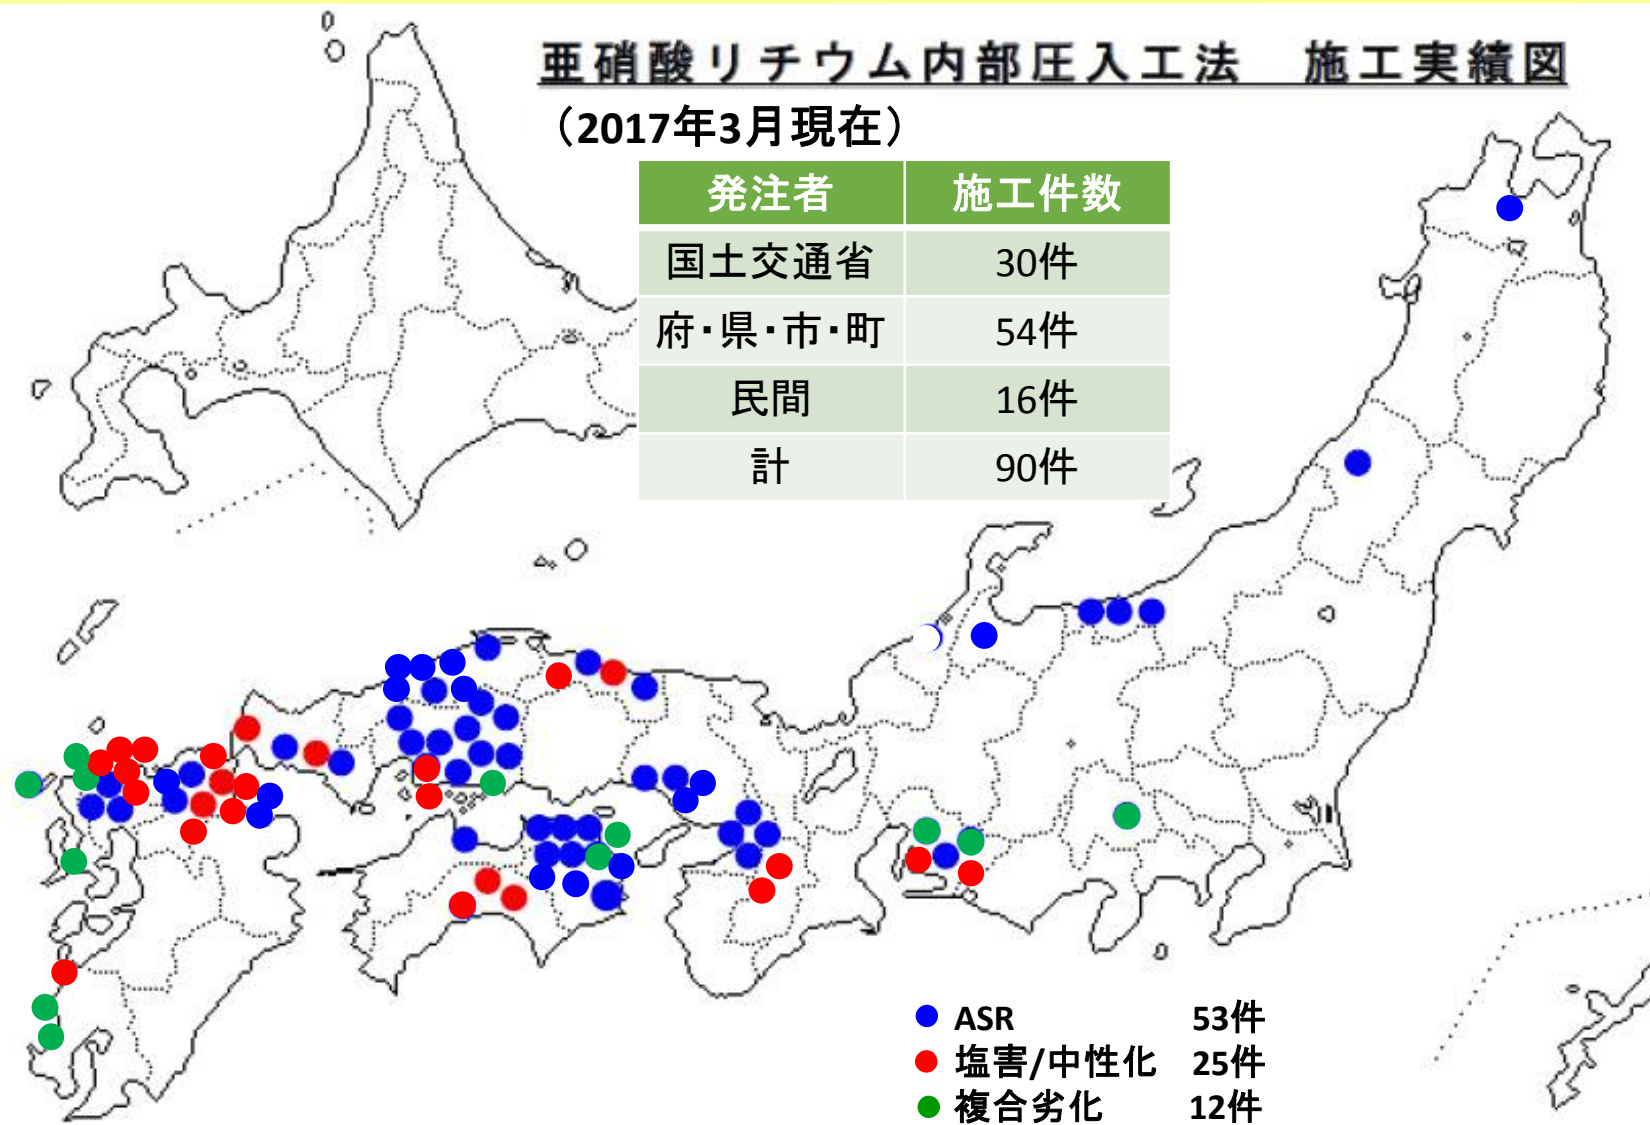 亜硝酸リチウム内部圧入工法　施工実績図
（2017年3月現在）
発注者 施工件数
国土交通省 30件
府・県・市・町 54件
民間 16件
計 90件
ASR 53件
塩害/中性化 25件
複合劣化 12件